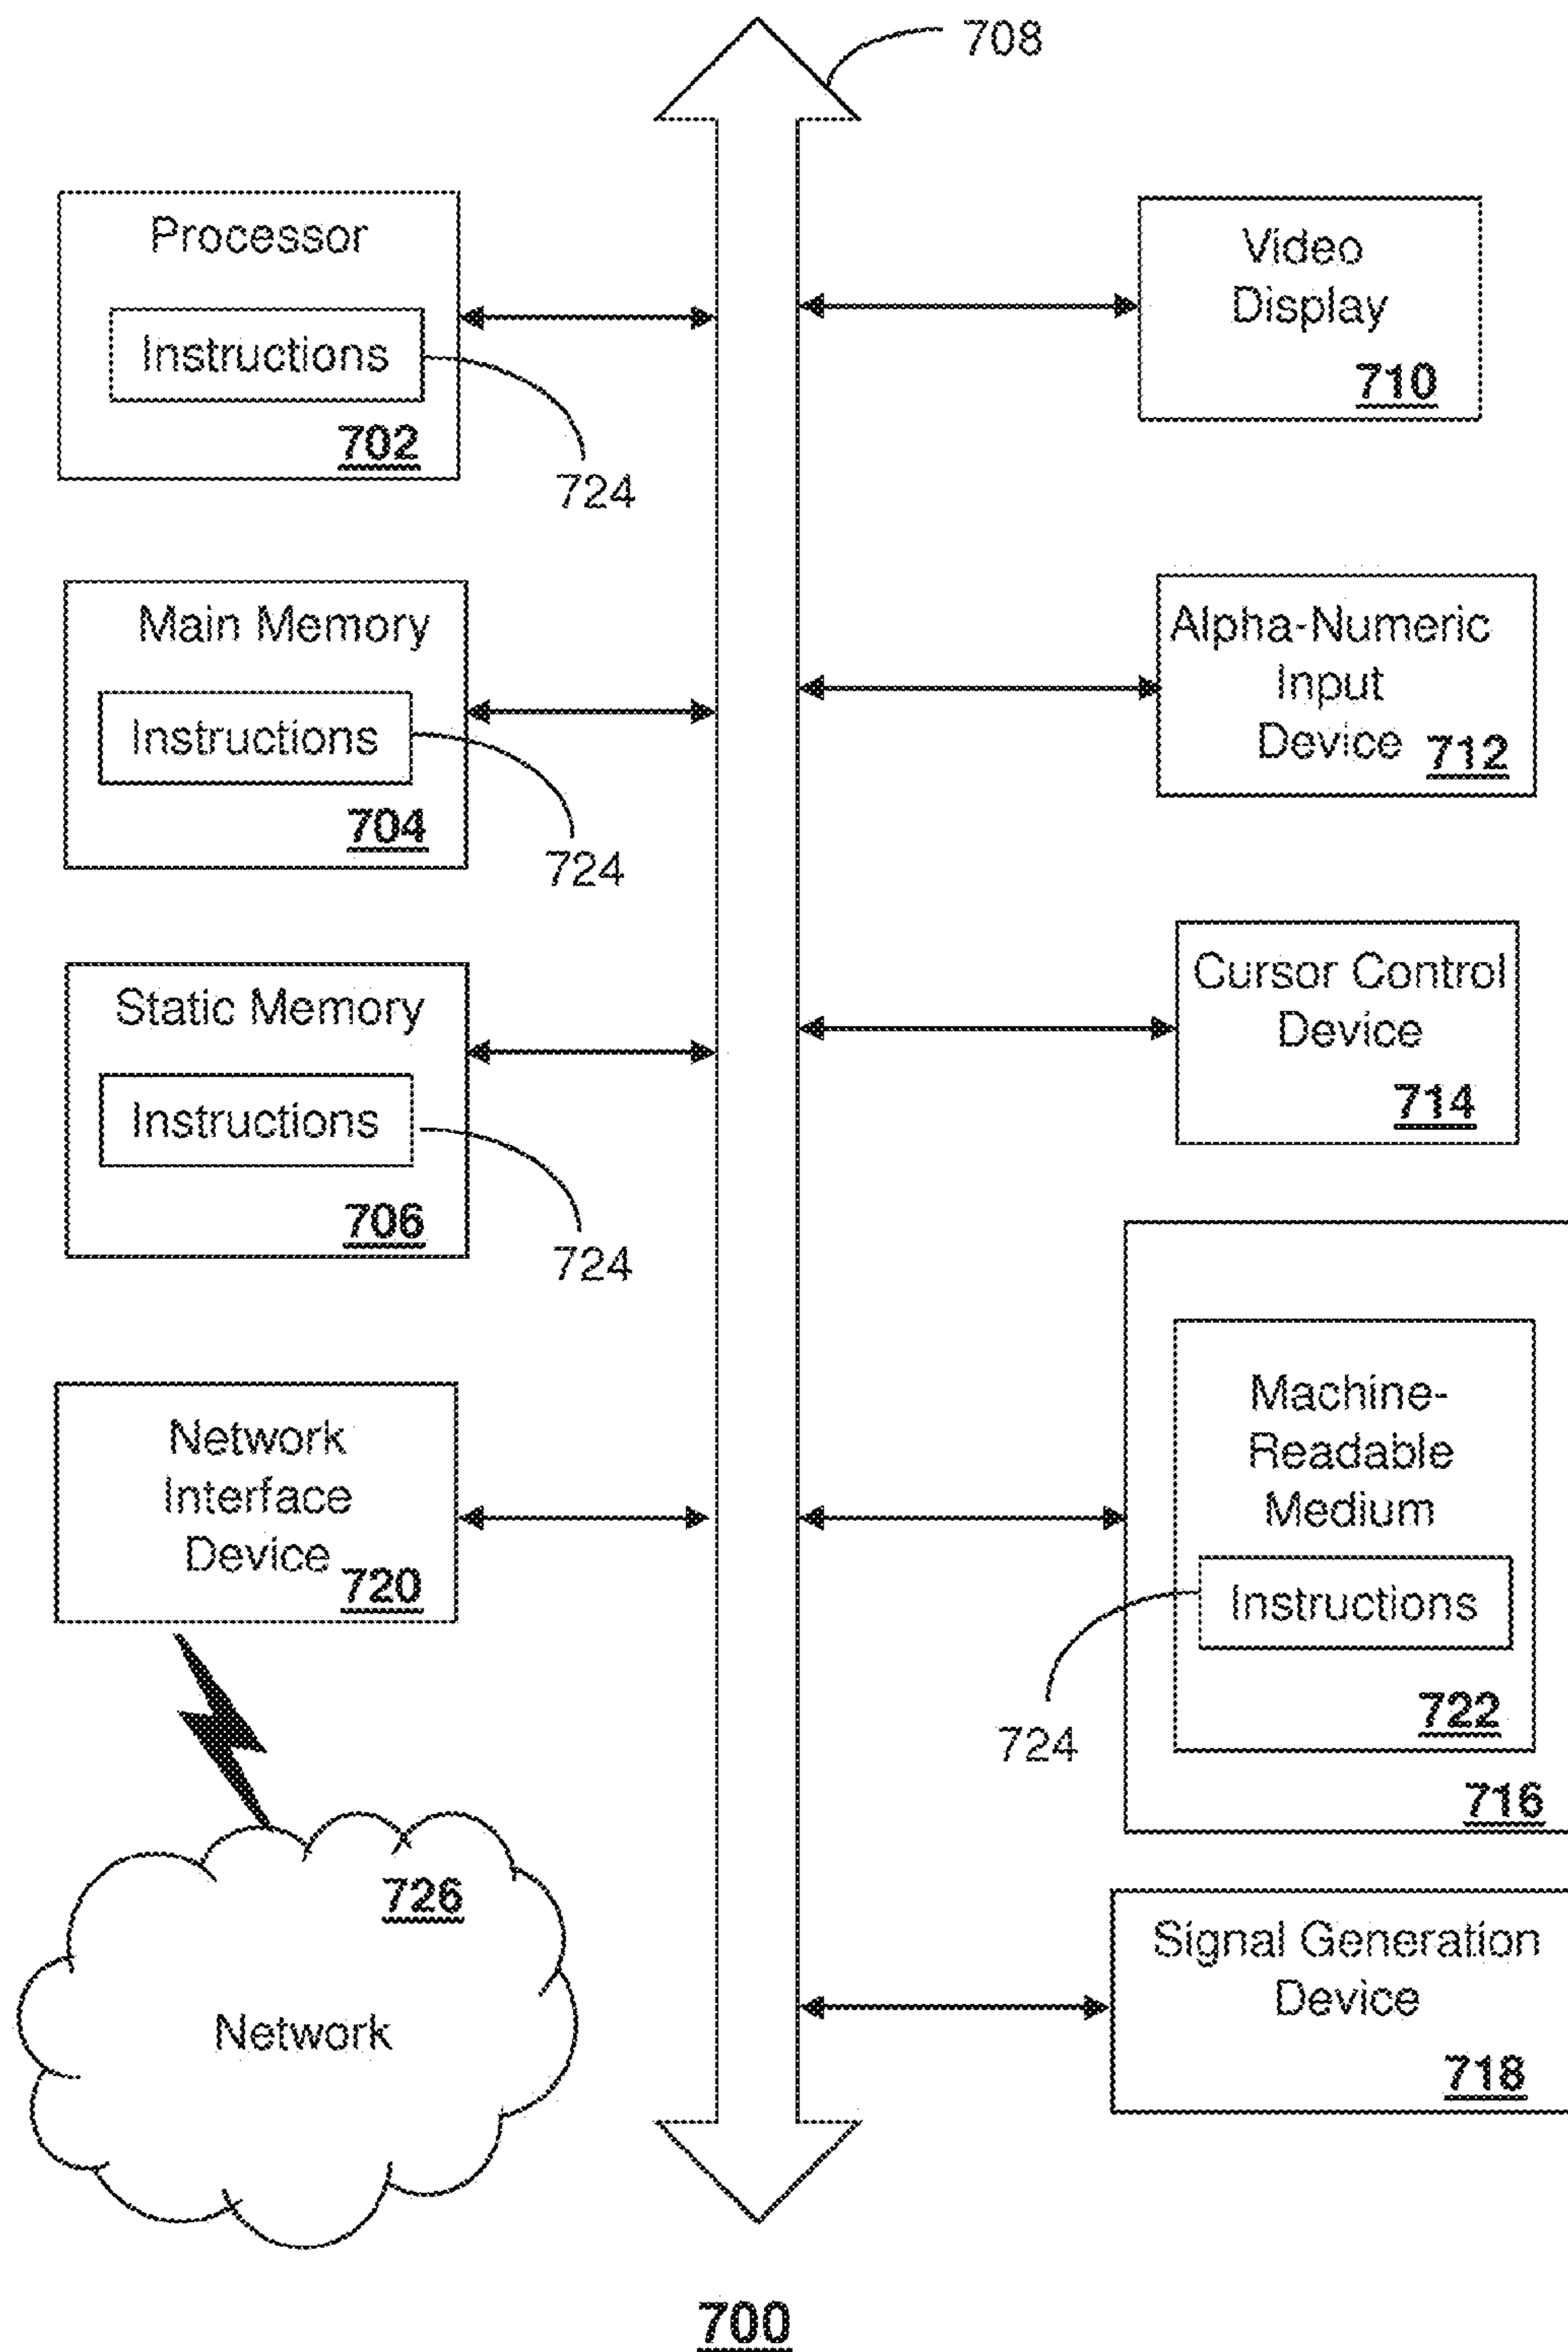 708
Processor
Instructions
702
724
Main Memory
Instructions
704
724
Static Memory
Instructions
706
724
Network
Interface
Device
720
726
Network
Video
Display
710
Alpha-Numeric
Input
Device
712
Cursor Control
Device
714
Machine-
Readable
Medium
Instructions
722
724
716
Signal Generation
Device
718
700